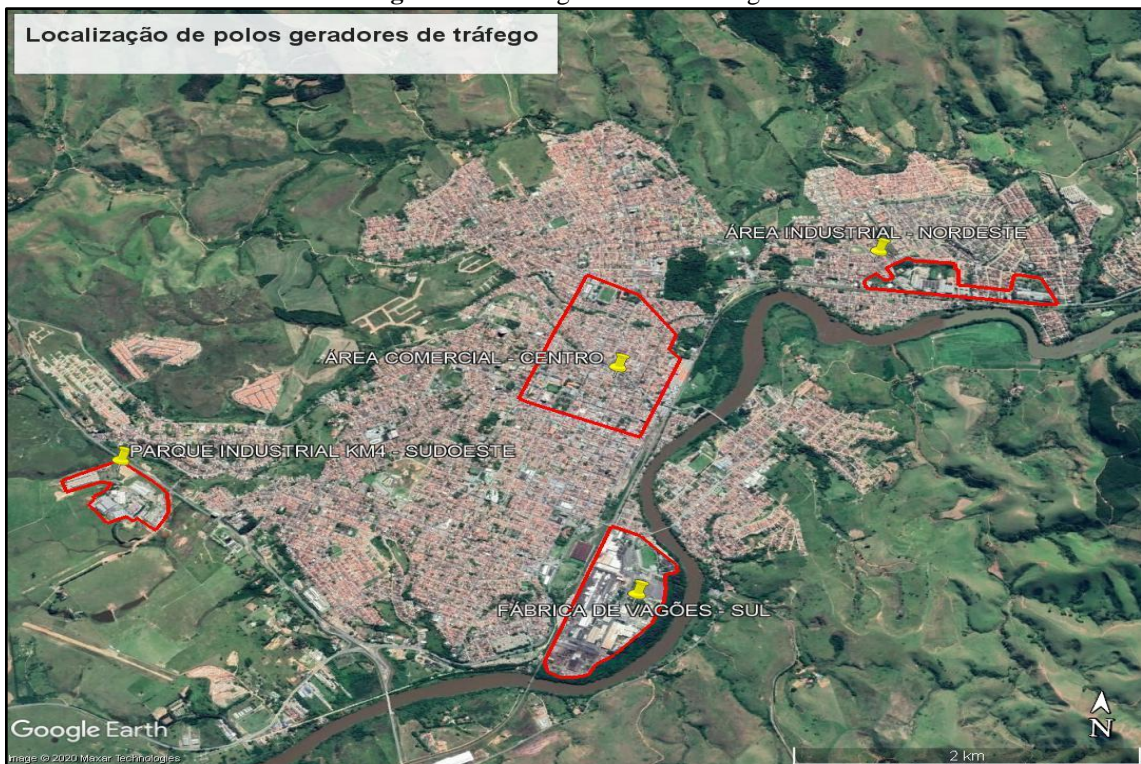 Localização de polos geradores de tráfego
ÁREA INDUSTRIAL - NORDESTE
ÁREA COMERCIAL - CENTRO
PARQUE INDUSTRIAL KM4 - SUDOESTE
FÁBRICA DE VAGÕES - SUL
Google Earth
Image © 2020 Maxar Technologies
N
2 km